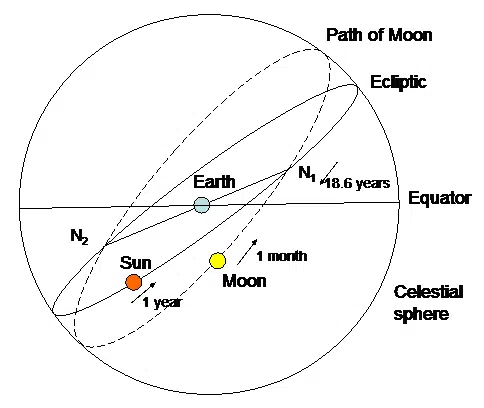 Path of Moon
Ecliptic
N1
18.6 years
Earth
Equator
N2
Sun
1 month
Moon
1 year
Celestial
sphere